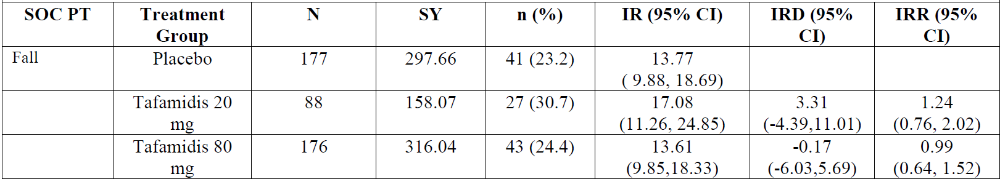 SOC PT Treatment Group N SY n (%) IR (95% CI) IRD (95% CI) IRR (95% CI)
Fall Placebo 177 297.66 41 (23.2) 13.77 ( 9.88, 18.69)
Tafamidis 20 mg 88 158.07 27 (30.7) 17.08 (11.26, 24.85) 3.31 (-4.39,11.01) 1.24 (0.76, 2.02)
Tafamidis 80 mg 176 316.04 43 (24.4) 13.61 (9.85,18.33) -0.17 (-6.03,5.69) 0.99 (0.64, 1.52)